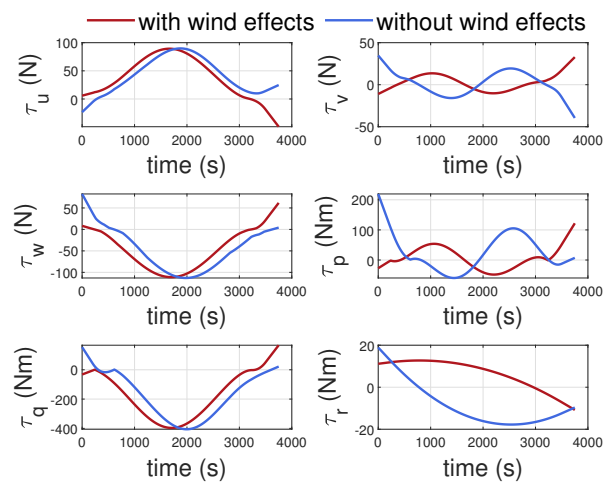 with wind effects without wind effects
τu (N)
100
50
0
0 1000 2000 3000 4000
time (s)
τv (N)
50
0
-50
0 1000 2000 3000 4000
time (s)
τw (N)
50
0
-50
-100
0 1000 2000 3000 4000
time (s)
τp (Nm)
200
100
0
0 1000 2000 3000 4000
time (s)
τq (Nm)
0
-200
-400
0 1000 2000 3000 4000
time (s)
τr (Nm)
20
0
-20
0 1000 2000 3000 4000
time (s)